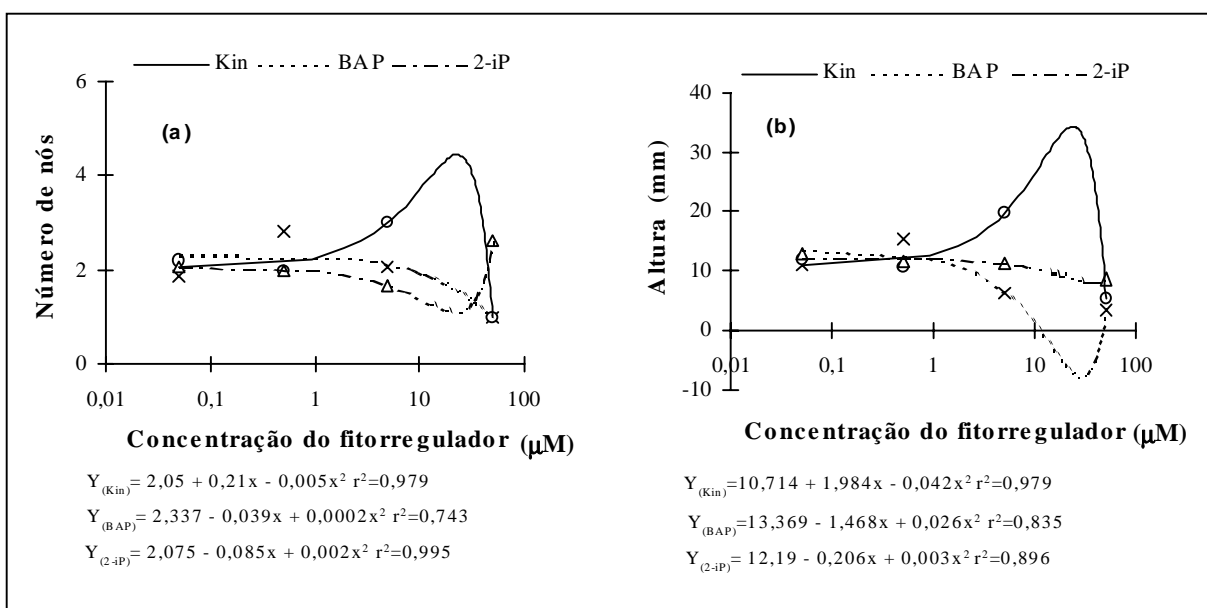 Kin BAP 2-iP
(a)
Número de nós
6
4
2
0
0,01 0,1 1 10 100
Concentração do fitorregulador (µM)
Y(Kin)= 2,05 + 0,21x - 0,005x² r²=0,979
Y(BAP)= 2,337 - 0,039x + 0,0002x² r²=0,743
Y(2-iP)= 2,075 - 0,085x + 0,002x² r²=0,995
Kin BAP 2-iP
(b)
Altura (mm)
40
30
20
10
0
-10
0,01 0,1 1 10 100
Concentração do fitorregulador (µM)
Y(Kin)=10,714 + 1,984x - 0,042x² r²=0,979
Y(BAP)=13,369 - 1,468x + 0,026x² r²=0,835
Y(2-iP)= 12,19 - 0,206x + 0,003x² r²=0,896